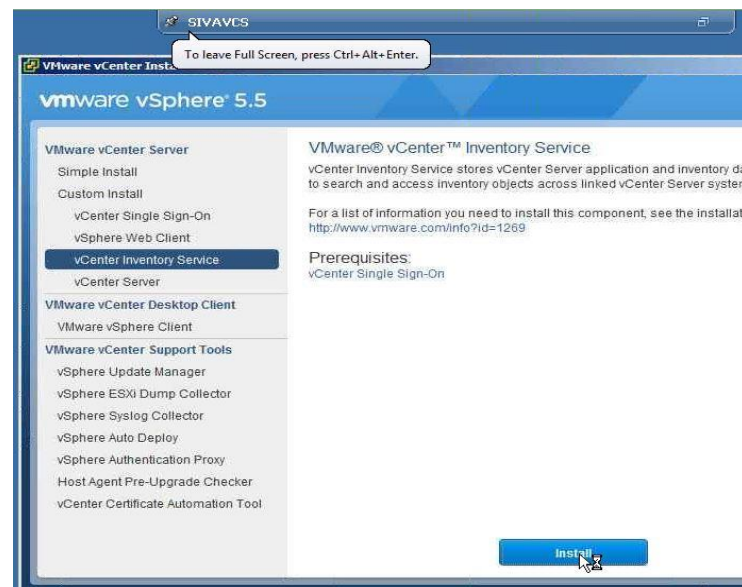 SIVAVCS
To leave Full Screen, press Ctrl+Alt+Enter.
VMware vCenter
vmware vSphere® 5.5
VMware vCenter Server
Simple Install
Custom Install
vCenter Single Sign-On
vSphere Web Client
vCenter Inventory Service
vCenter Server
VMware vCenter Desktop Client
VMware vSphere Client
VMware vCenter Support Tools
vSphere Update Manager
vSphere ESXi Dump Collector
vSphere Syslog Collector
vSphere Auto Deploy
vSphere Authentication Proxy
Host Agent Pre-Upgrade Checker
vCenter Certificate Automation Tool
VMware® vCenter™ Inventory Service
vCenter Inventory Service stores vCenter Server application and inventory
to search and access inventory objects across linked vCenter Server
For a list of information you need to install this component, see the
http://www.vmware.com/info?id=1269
Prerequisites:
vCenter Single Sign-On
Install